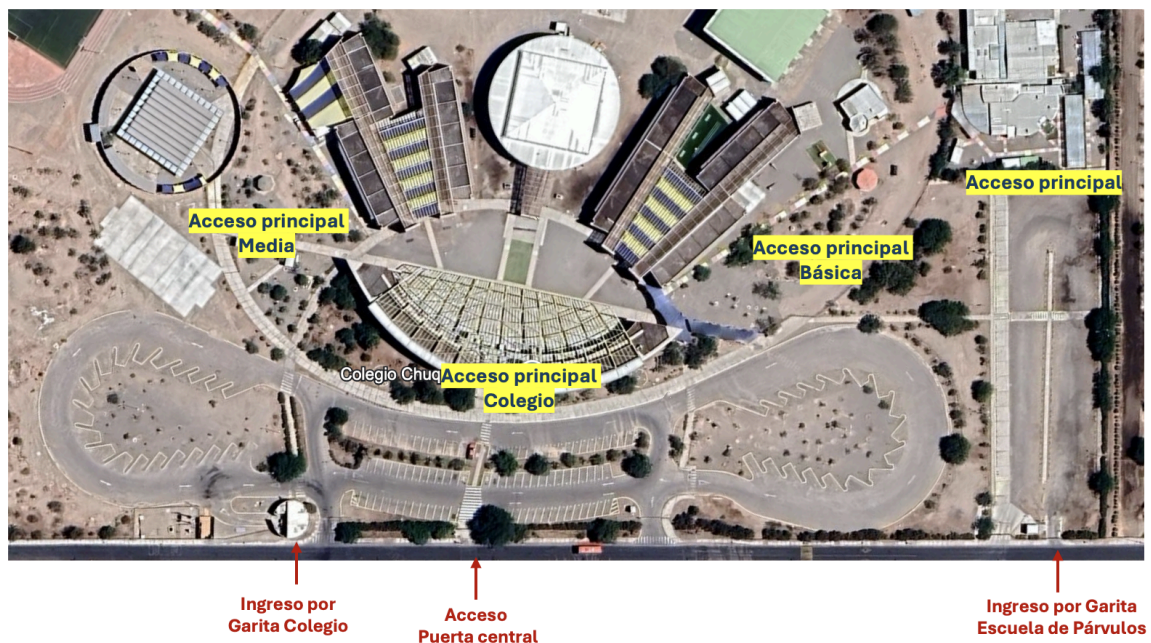 Acceso principal
Acceso principal
Media
Acceso principal
Básica
Colegio Chuq
Acceso principal
Colegio
Ingreso por
Garita Colegio
Acceso
Puerta central
Ingreso por Garita
Escuela de Párvulos